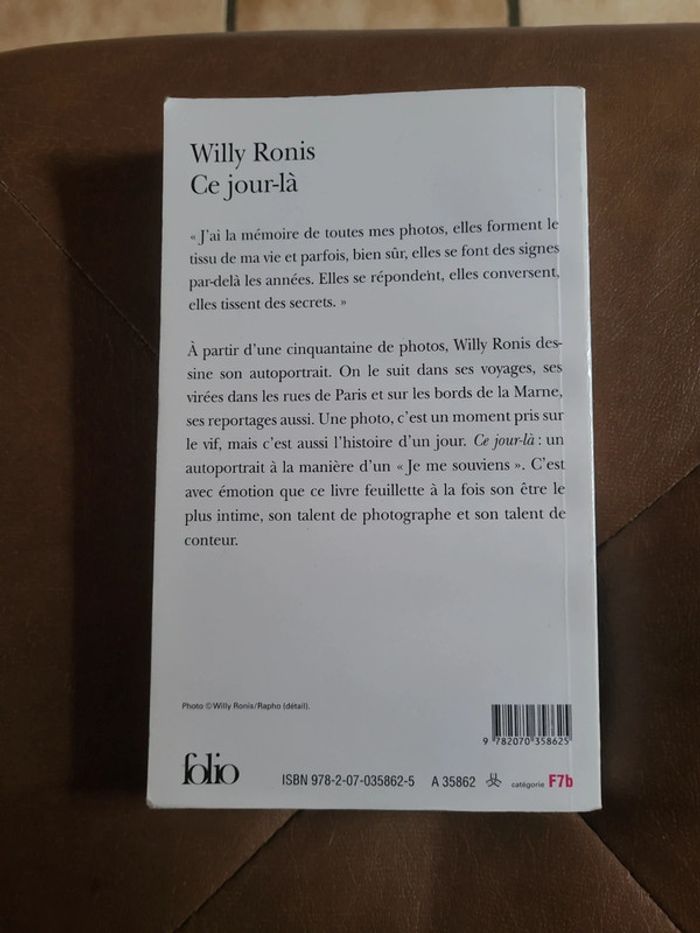 Willy Ronis
Ce jour-là
« J'ai la mémoire de toutes mes photos, elles forment le
tissu de ma vie et parfois, bien sûr, elles se font des signes
par-delà les années. Elles se répondent, elles conversent,
elles tissent des secrets. »
À partir d'une cinquantaine de photos, Willy Ronis des-
sine son autoportrait. On le suit dans ses voyages, ses
virées dans les rues de Paris et sur les bords de la Marne,
ses reportages aussi. Une photo, c'est un moment pris sur
le vif, mais c'est aussi l'histoire d'un jour. Ce jour-là : un
autoportrait à la manière d'un « Je me souviens ». C'est
avec émotion que ce livre feuillette à la fois son être le
plus intime, son talent de photographe et son talent de
conteur.
Photo © Willy Ronis/Rapho (détail).
9 782070 358625
folio ISBN 978-2-07-035862-5 A 35862 catégorie F7b